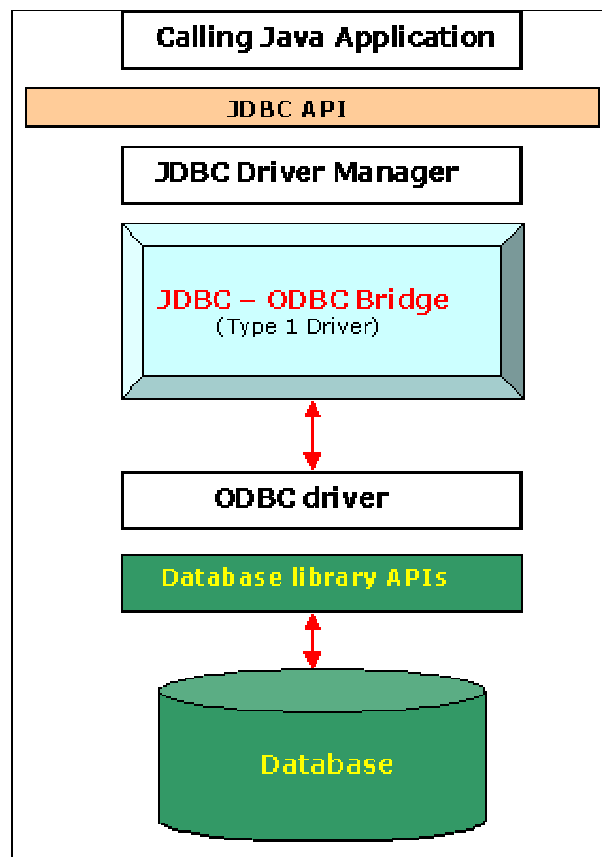 Calling Java Application
JDBC API
JDBC Driver Manager
JDBC – ODBC Bridge
(Type 1 Driver)
ODBC driver
Database library APIs
Database